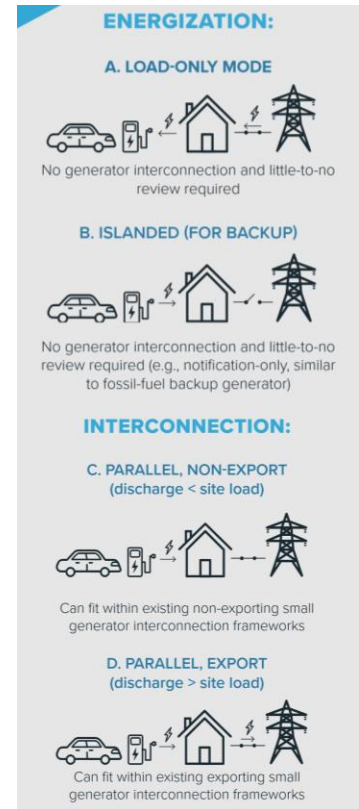 ENERGIZATION:
A. LOAD-ONLY MODE
No generator interconnection and little-to-no
review required
B. ISLANDED (FOR BACKUP)
No generator interconnection and little-to-no
review required (e.g., notification-only, similar
to fossil-fuel backup generator)
INTERCONNECTION:
C. PARALLEL, NON-EXPORT
(discharge < site load)
Can fit within existing non-exporting small
generator interconnection frameworks
D. PARALLEL, EXPORT
(discharge > site load)
Can fit within existing exporting small
generator interconnection frameworks